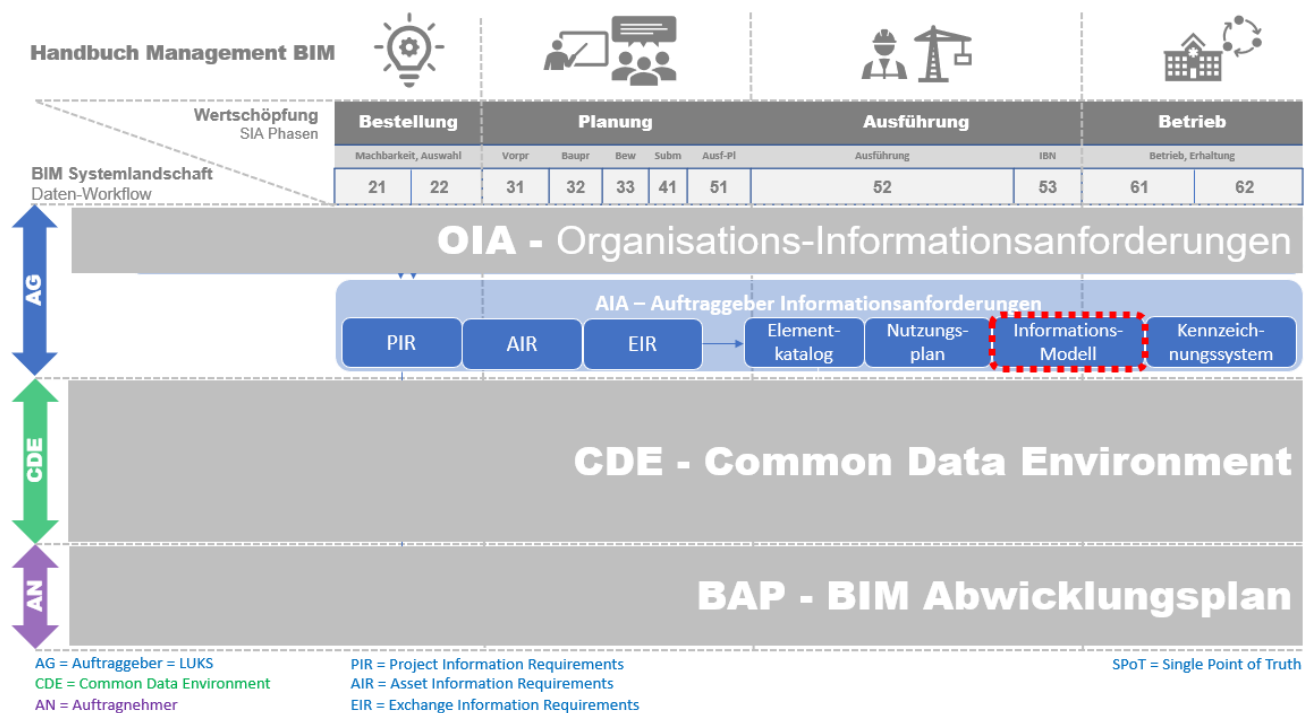 Handbuch Management BIM
Wertschöpfung
SIA Phasen
Bestellung Planung Ausführung Betrieb
Machbarkeit, Auswahl Vorpr Baupr Bew Subm Ausf-Pl Ausführung IBN Betrieb, Erhaltung
BIM Systemlandschaft
Daten-Workflow
21 22 31 32 33 41 51 52 53 61 62
AG
OIA - Organisations-Informationsanforderungen
AIA – Auftraggeber Informationsanforderungen
PIR AIR EIR
Element-
katalog
Nutzungs-
plan
Informations-
Modell
Kennzeich-
nungssystem
CDE
CDE - Common Data Environment
AN
BAP - BIM Abwicklungsplan
AG = Auftraggeber = LUKS
CDE = Common Data Environment
AN = Auftragnehmer
PIR = Project Information Requirements
AIR = Asset Information Requirements
EIR = Exchange Information Requirements
SPoT = Single Point of Truth